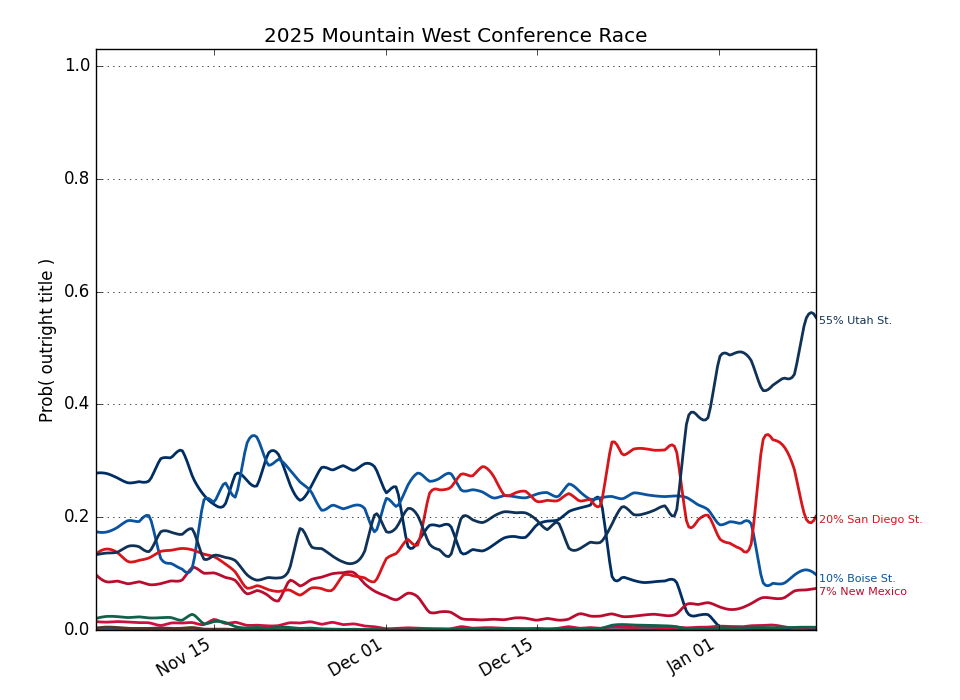 2025 Mountain West Conference Race
Prob( outright title )
1.0
0.8
0.6
0.4
0.2
0.0
55% Utah St.
20% San Diego St.
10% Boise St.
7% New Mexico
Nov 15
Dec 01
Dec 15
Jan 01